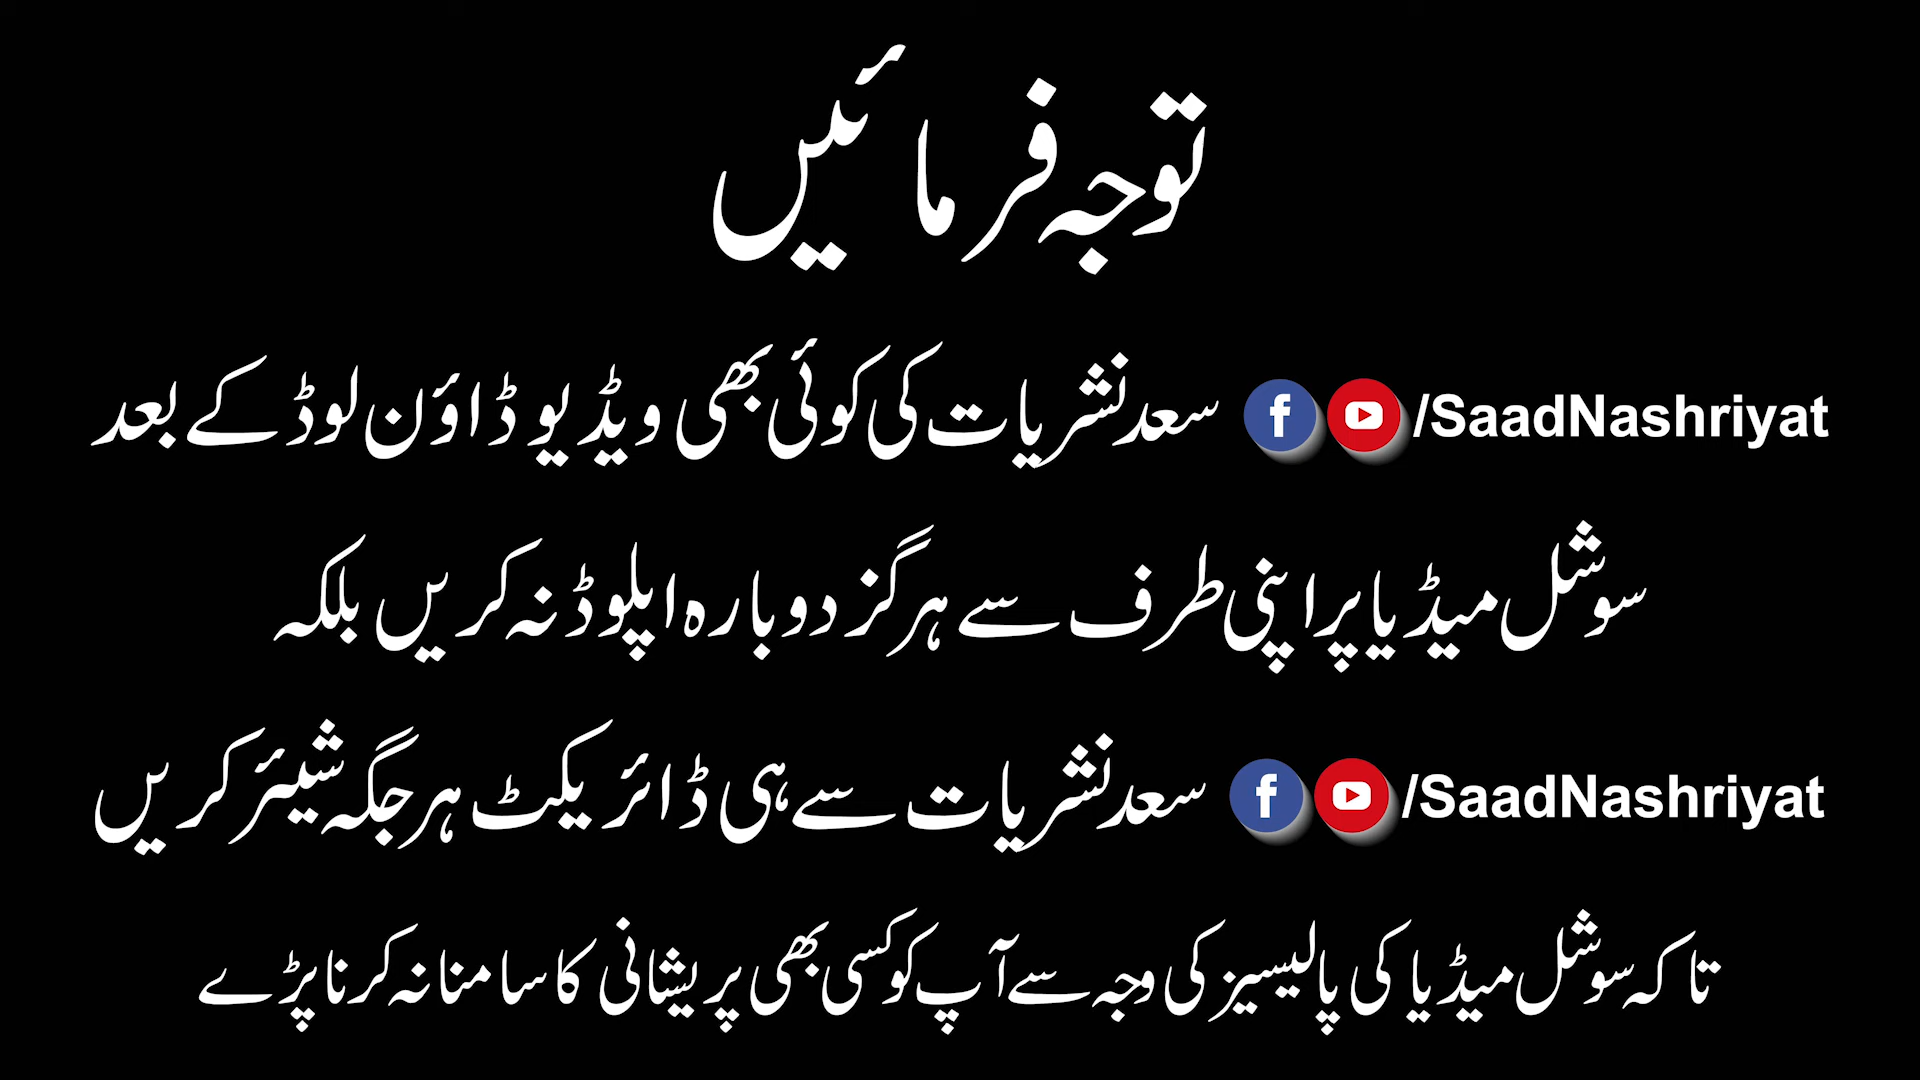 توجہ فرمائیں
/SaadNashriyat سعد نشریات کی کوئی بھی ویڈیو ڈاؤن لوڈ کے بعد
سوشل میڈیا پر اپنی طرف سے ہرگز دوبارہ اپلوڈ نہ کریں بلکہ
/SaadNashriyat سعد نشریات سے ہی ڈائریکٹ ہر جگہ شیئر کریں
تاکہ سوشل میڈیا کی پالیسیز کی وجہ سے آپ کو کسی بھی پریشانی کا سامنا نہ کرنا پڑے